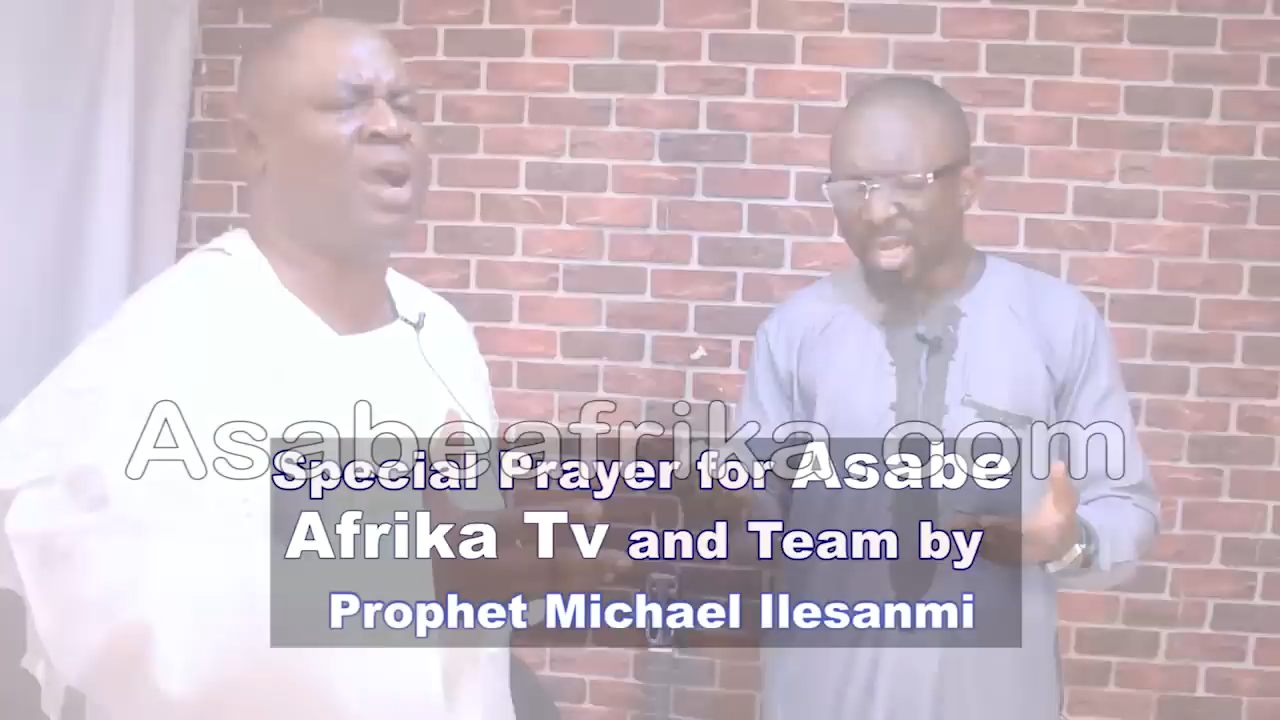 Asabeafrika.com
Special Prayer for Asabe
Afrika Tv and Team by
Prophet Michael Ilesanmi